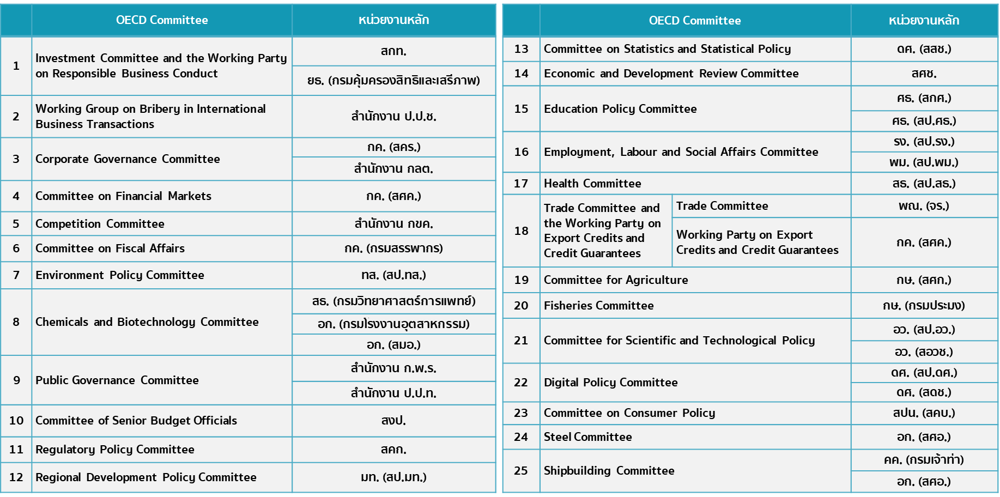 OECD Committee
หน่วยงานหลัก
1
Investment Committee and the Working Party
on Responsible Business Conduct
สกท.
ยธ. (กรมคุ้มครองสิทธิและเสรีภาพ)
2
Working Group on Bribery in International
Business Transactions
สำนักงาน ป.ป.ช.
3
Corporate Governance Committee
กค. (สคร.)
สำนักงาน กลต.
4
Committee on Financial Markets
กค. (สศค.)
5
Competition Committee
สำนักงาน กขค.
6
Committee on Fiscal Affairs
กค. (กรมสรรพากร)
7
Environment Policy Committee
ทส. (สป.ทส.)
8
Chemicals and Biotechnology Committee
สธ. (กรมวิทยาศาสตร์การแพทย์)
อก. (กรมโรงงานอุตสาหกรรม)
อก. (สมอ.)
9
Public Governance Committee
สำนักงาน ก.พ.ร.
สำนักงาน ป.ป.ท.
10
Committee of Senior Budget Officials
สงป.
11
Regulatory Policy Committee
สคก.
12
Regional Development Policy Committee
มท. (สป.มท.)
OECD Committee
หน่วยงานหลัก
13
Committee on Statistics and Statistical Policy
ดศ. (สสช.)
14
Economic and Development Review Committee
สศช.
15
Education Policy Committee
ศธ. (สกศ.)
ศธ. (สป.ศธ.)
16
Employment, Labour and Social Affairs Committee
รง. (สป.รง.)
พม. (สป.พม.)
17
Health Committee
สธ. (สป.สธ.)
18
Trade Committee and
the Working Party on
Export Credits and
Credit Guarantees
Trade Committee
พณ. (จร.)
Working Party on Export
Credits and Credit Guarantees
กค. (สศค.)
19
Committee for Agriculture
กษ. (สศก.)
20
Fisheries Committee
กษ. (กรมประมง)
21
Committee for Scientific and Technological Policy
อว. (สป.อว.)
อว. (สอวช.)
22
Digital Policy Committee
ดศ. (สป.ดศ.)
ดศ. (สดช.)
23
Committee on Consumer Policy
สปน. (สคบ.)
24
Steel Committee
อก. (สศอ.)
25
Shipbuilding Committee
คค. (กรมเจ้าท่า)
อก. (สศอ.)